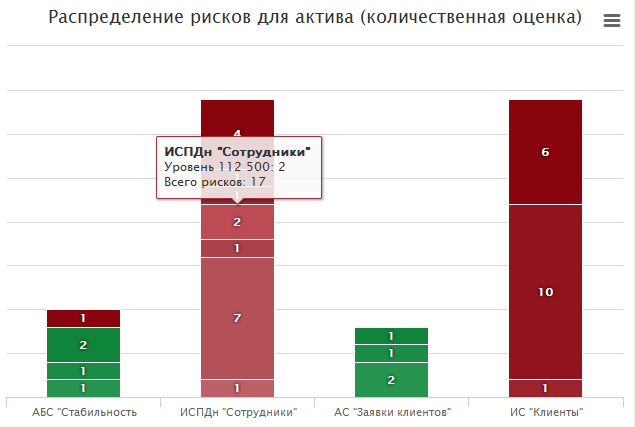 Распределение рисков для актива (количественная оценка)
4
ИСПДн "Сотрудники"
Уровень 112 500: 2
Всего рисков: 17
6
2
1
10
1
7
2
1
1
1
1
2
1
1
АБС "Стабильность
ИСПДн "Сотрудники"
АС "Заявки клиентов"
ИС "Клиенты"